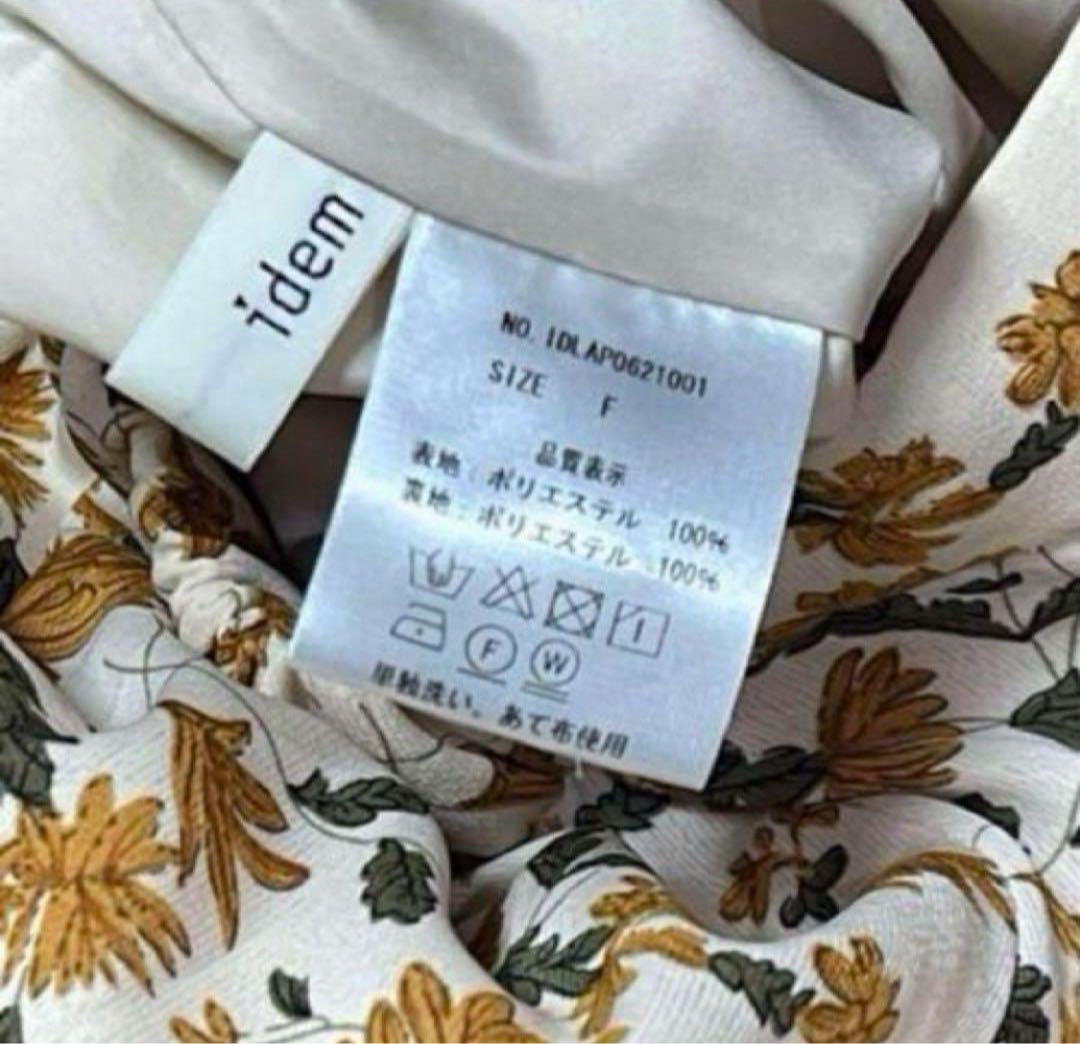 idem
NO. IDLAP0621001
SIZE F
品質表示
表地：ポリエステル 100%
裏地：ポリエステル 100%
F W
単独洗い。あて布使用